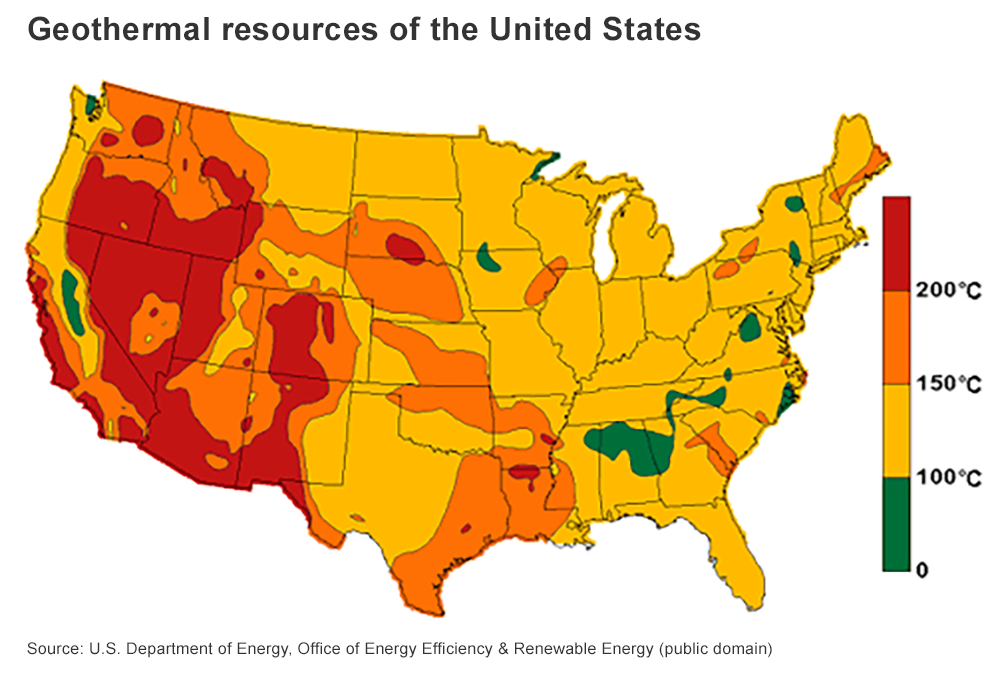 Geothermal resources of the United States
200°C
150°C
100°C
0
Source: U.S. Department of Energy, Office of Energy Efficiency & Renewable Energy (public domain)